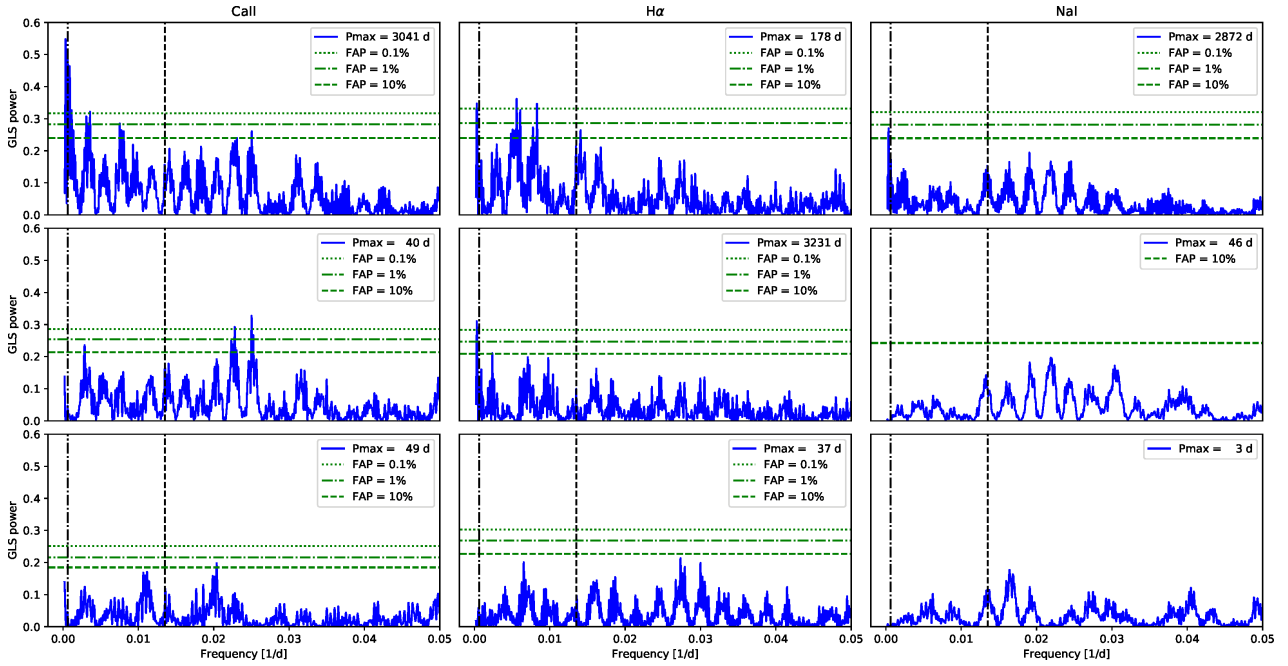 CaII
Hα
NaI
GLS power
0.6
0.5
0.4
0.3
0.2
0.1
0.0
Pmax = 3041 d
FAP = 0.1%
FAP = 1%
FAP = 10%
Pmax = 178 d
FAP = 0.1%
FAP = 1%
FAP = 10%
Pmax = 2872 d
FAP = 0.1%
FAP = 1%
FAP = 10%
GLS power
0.6
0.5
0.4
0.3
0.2
0.1
0.0
Pmax = 40 d
FAP = 0.1%
FAP = 1%
FAP = 10%
Pmax = 3231 d
FAP = 0.1%
FAP = 1%
FAP = 10%
Pmax = 46 d
FAP = 10%
GLS power
0.6
0.5
0.4
0.3
0.2
0.1
0.0
Pmax = 49 d
FAP = 0.1%
FAP = 1%
FAP = 10%
Pmax = 37 d
FAP = 0.1%
FAP = 1%
FAP = 10%
Pmax = 3 d
0.00 0.01 0.02 0.03 0.04 0.05
Frequency [1/d]
0.00 0.01 0.02 0.03 0.04 0.05
Frequency [1/d]
0.00 0.01 0.02 0.03 0.04 0.05
Frequency [1/d]